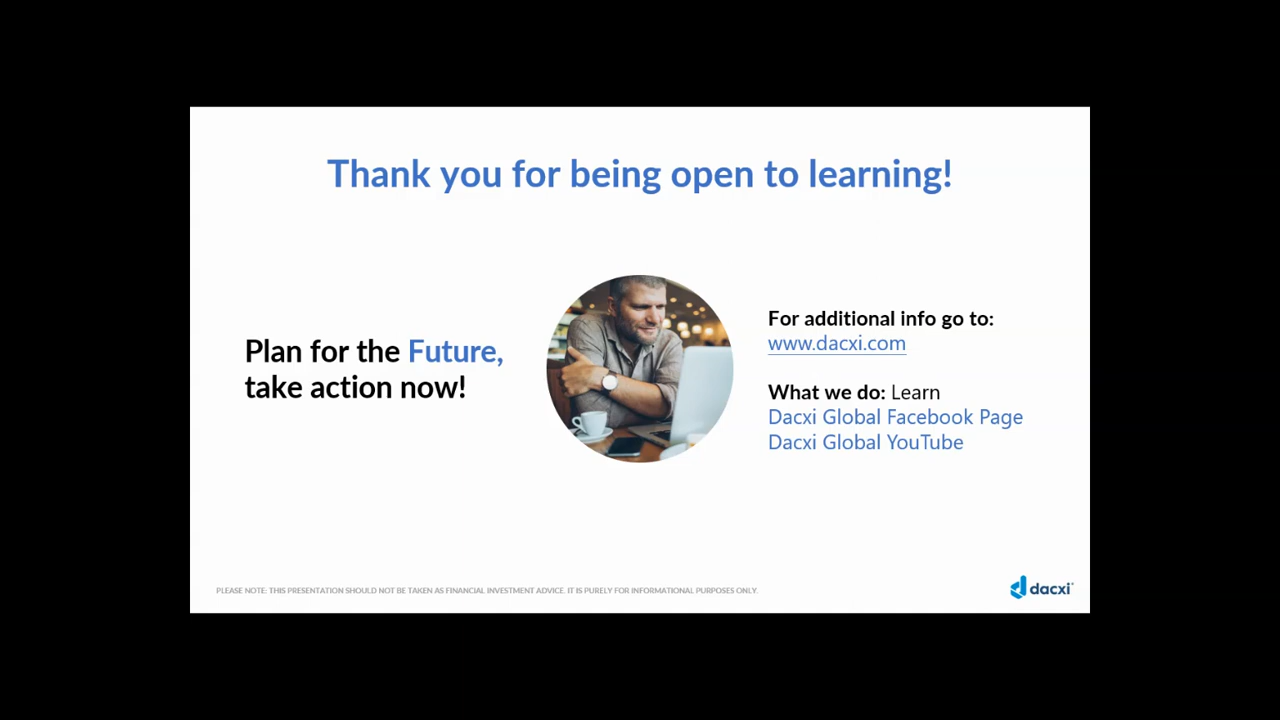 Thank you for being open to learning!
Plan for the Future,
take action now!
For additional info go to:
www.dacxi.com
What we do: Learn
Dacxi Global Facebook Page
Dacxi Global YouTube
PLEASE NOTE: THIS PRESENTATION SHOULD NOT BE TAKEN AS FINANCIAL INVESTMENT ADVICE. IT IS PURELY FOR INFORMATIONAL PURPOSES ONLY.
dacxi